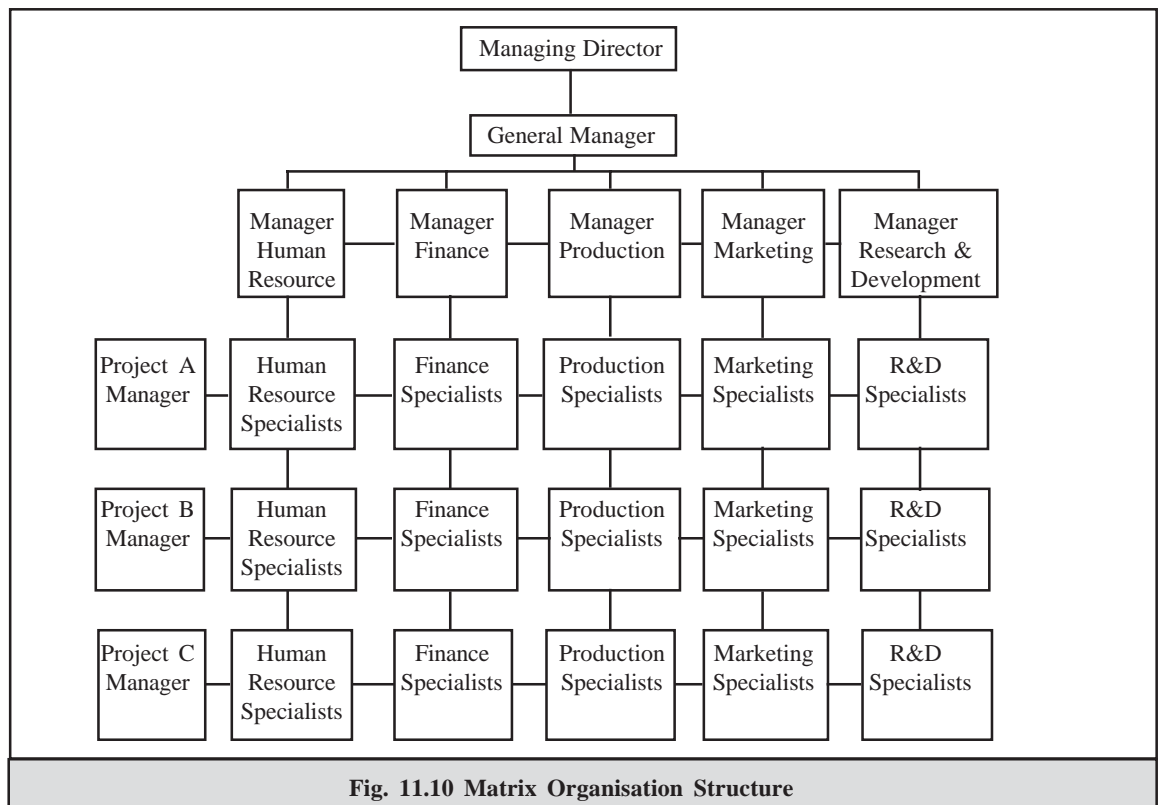 Managing Director
General Manager
Manager
Human
Resource
Manager
Finance
Manager
Production
Manager
Marketing
Manager
Research &
Development
Project A
Manager
Human
Resource
Specialists
Finance
Specialists
Production
Specialists
Marketing
Specialists
R&D
Specialists
Project B
Manager
Human
Resource
Specialists
Finance
Specialists
Production
Specialists
Marketing
Specialists
R&D
Specialists
Project C
Manager
Human
Resource
Specialists
Finance
Specialists
Production
Specialists
Marketing
Specialists
R&D
Specialists
Fig. 11.10 Matrix Organisation Structure